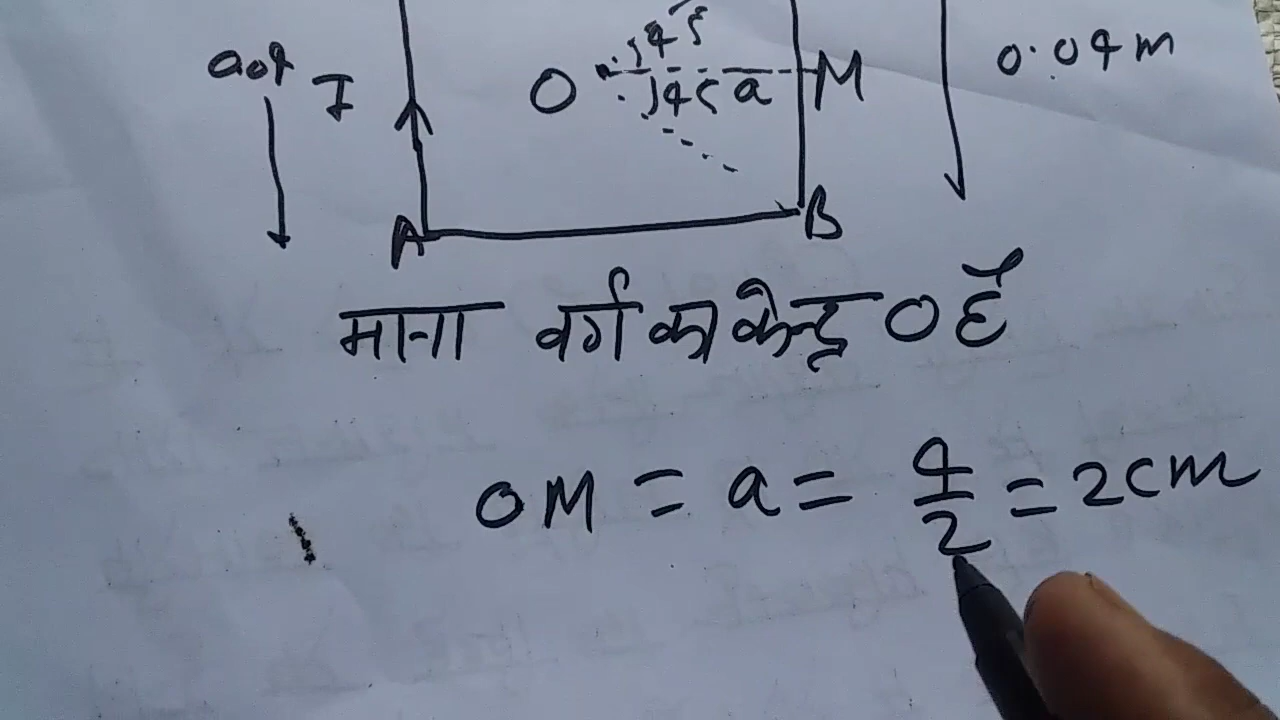 0.04
I
O
45
45
a
M
0.04m
A
B
माना वर्ग का केन्द्र O है
OM = a = 4/2 = 2cm